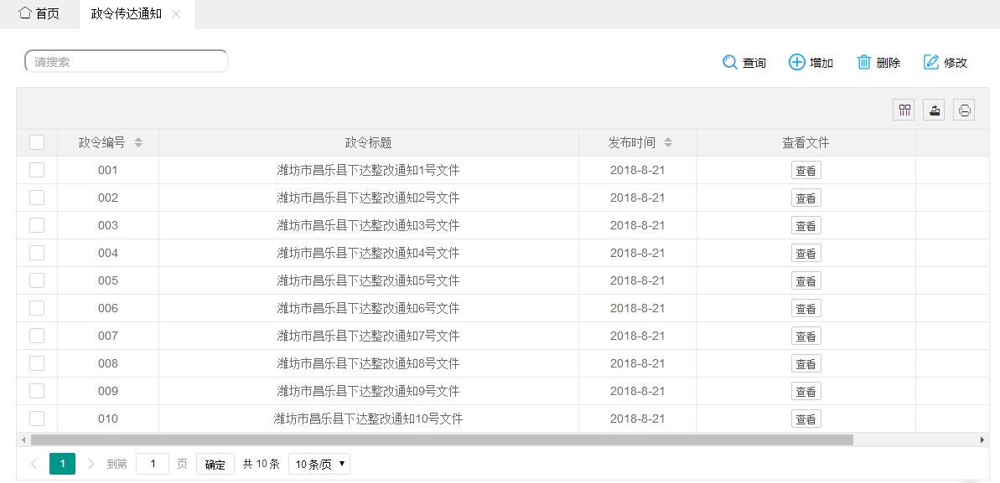 首页 政令传达通知
请搜索 查询 增加 删除 修改
政令编号 政令标题 发布时间 查看文件
001 潍坊市昌乐县下达整改通知1号文件 2018-8-21 查看
002 潍坊市昌乐县下达整改通知2号文件 2018-8-21 查看
003 潍坊市昌乐县下达整改通知3号文件 2018-8-21 查看
004 潍坊市昌乐县下达整改通知4号文件 2018-8-21 查看
005 潍坊市昌乐县下达整改通知5号文件 2018-8-21 查看
006 潍坊市昌乐县下达整改通知6号文件 2018-8-21 查看
007 潍坊市昌乐县下达整改通知7号文件 2018-8-21 查看
008 潍坊市昌乐县下达整改通知8号文件 2018-8-21 查看
009 潍坊市昌乐县下达整改通知9号文件 2018-8-21 查看
010 潍坊市昌乐县下达整改通知10号文件 2018-8-21 查看
1 到第 1 页 确定 共 10 条 10 条/页